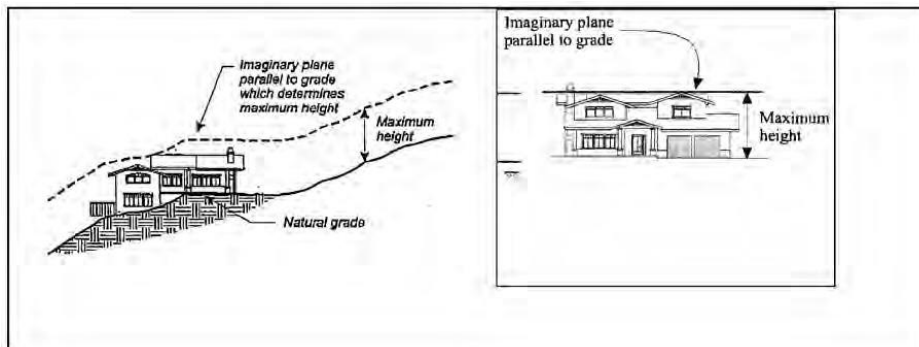 Imaginary plane
parallel to grade
which determines
maximum height
Maximum
height
Natural grade
Imaginary plane
parallel to grade
Maximum
height